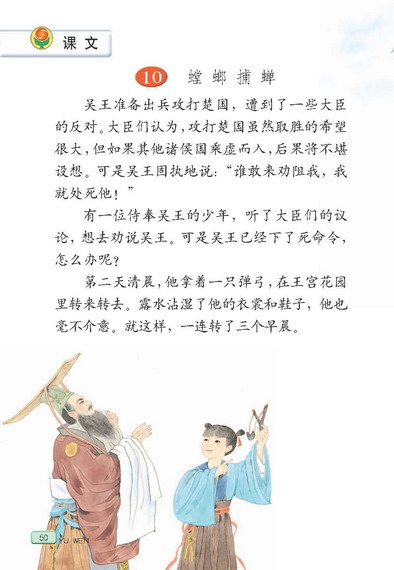 课文
10 螳螂捕蝉
吴王准备出兵攻打楚国，遭到了一些大臣
的反对。大臣们认为，攻打楚国虽然取胜的希望
很大，但如果其他诸侯国乘虚而入，后果将不堪
设想。可是吴王固执地说：“谁敢来劝阻我，我
就处死他！”
有一位侍奉吴王的少年，听了大臣们的议
论，想去劝说吴王。可是吴王已经下了死命令，
怎么办呢？
第二天清晨，他拿着一只弹弓，在王宫花园
里转来转去。露水沾湿了他的衣裳和鞋子，他也
毫不介意。就这样，一连转了三个早晨。
50 YU WEN